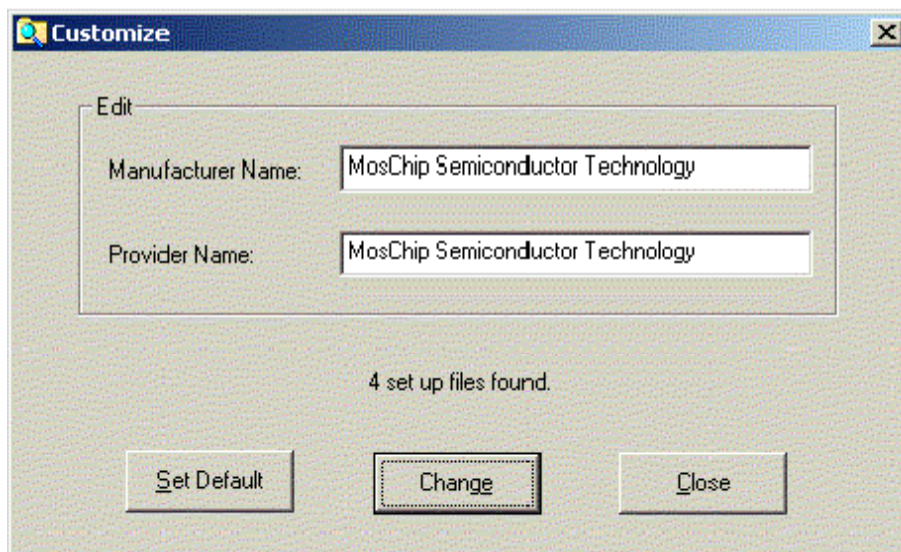 Customize
Edit
Manufacturer Name: MosChip Semiconductor Technology
Provider Name: MosChip Semiconductor Technology
4 set up files found.
Set Default Change Close